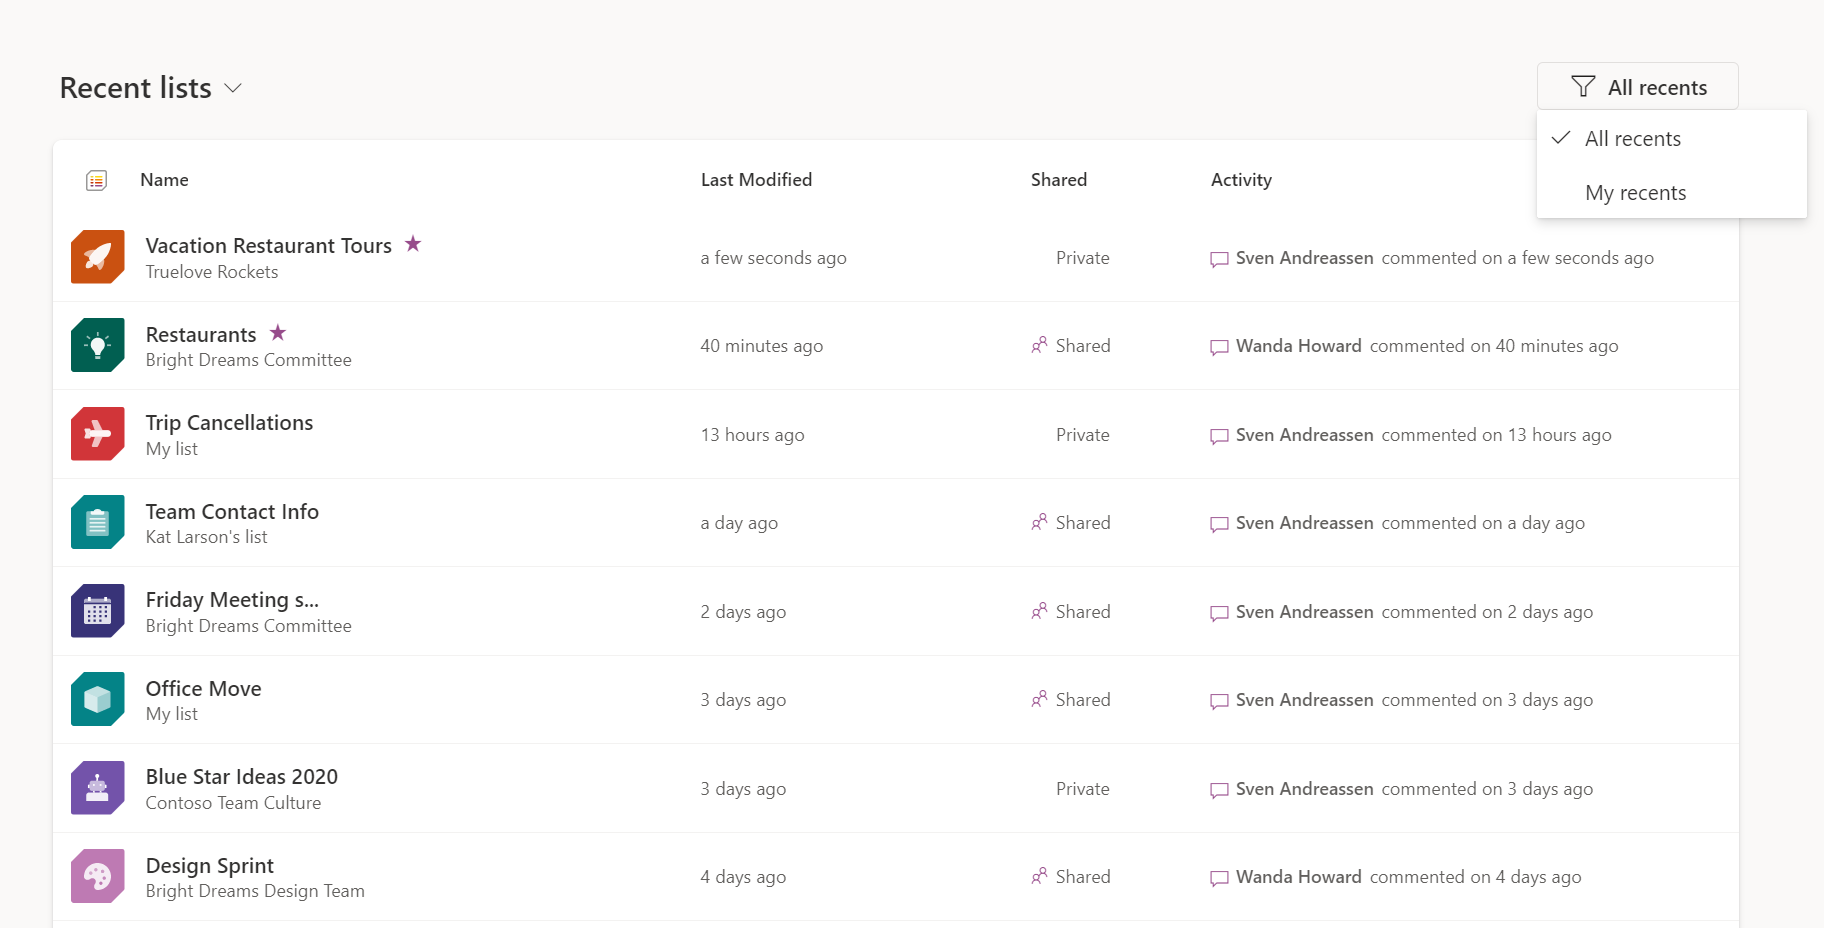 Recent lists
All recents
All recents
My recents
Name Last Modified Shared Activity
Vacation Restaurant Tours
Truelove Rockets
a few seconds ago Private Sven Andreassen commented on a few seconds ago
Restaurants
Bright Dreams Committee
40 minutes ago Shared Wanda Howard commented on 40 minutes ago
Trip Cancellations
My list
13 hours ago Private Sven Andreassen commented on 13 hours ago
Team Contact Info
Kat Larson's list
a day ago Shared Sven Andreassen commented on a day ago
Friday Meeting s...
Bright Dreams Committee
2 days ago Shared Sven Andreassen commented on 2 days ago
Office Move
My list
3 days ago Shared Sven Andreassen commented on 3 days ago
Blue Star Ideas 2020
Contoso Team Culture
3 days ago Private Sven Andreassen commented on 3 days ago
Design Sprint
Bright Dreams Design Team
4 days ago Shared Wanda Howard commented on 4 days ago